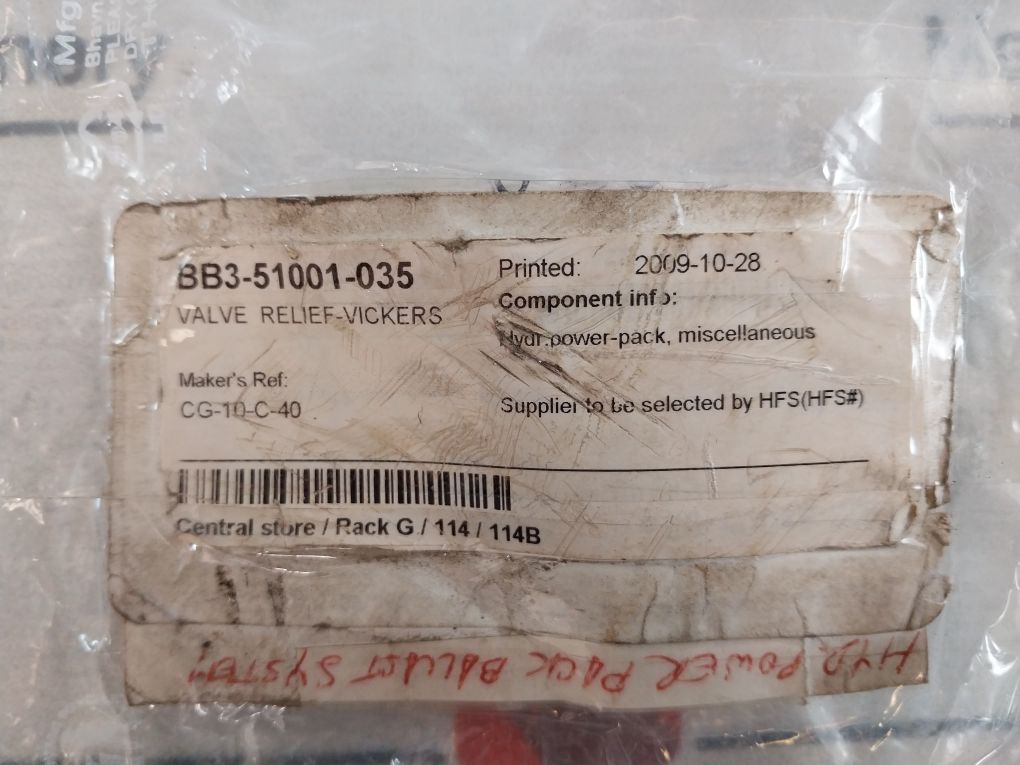 Mfg
BB3-51001-035
VALVE RELIEF-VICKERS
Maker's Ref:
CG-10-C-40
Printed: 2009-10-28
Component info:
Hydr.power-pack, miscellaneous
Supplier to be selected by HFS(HFS#)
Central store / Rack G / 114 / 114B
HYD. POWER PACK BALLAST SYSTEM